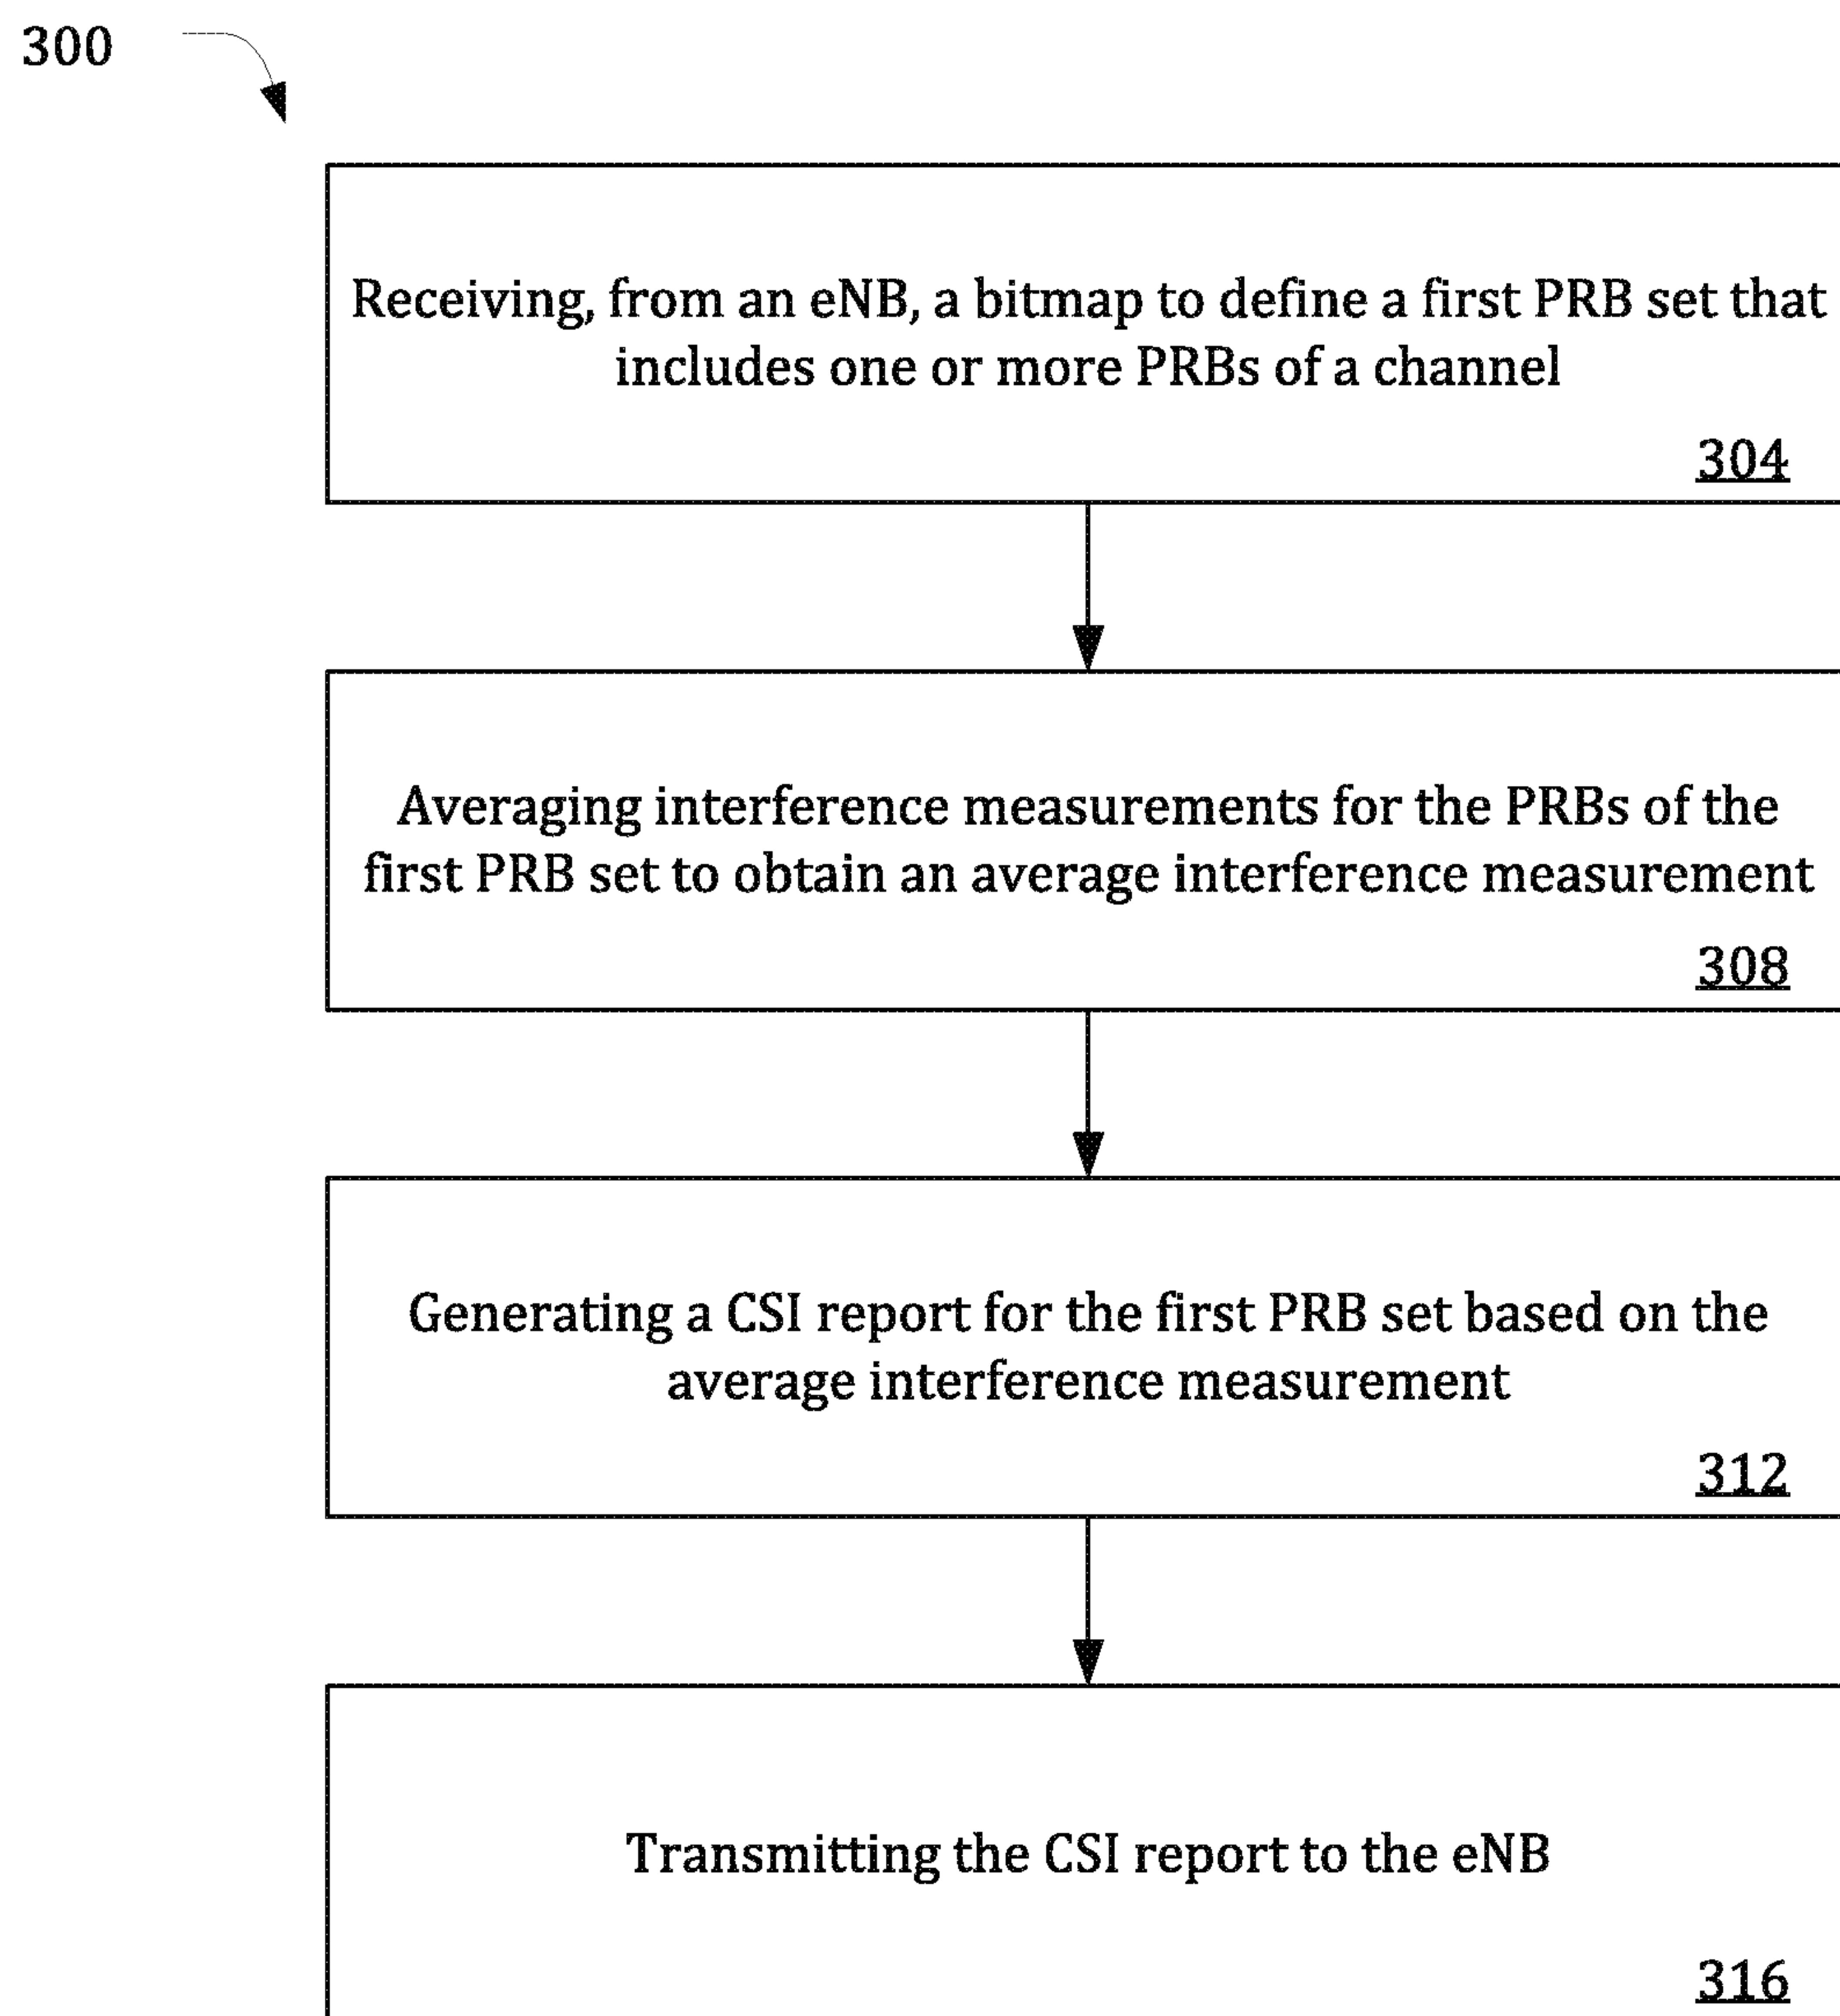 300
Receiving, from an eNB, a bitmap to define a first PRB set that
includes one or more PRBs of a channel
304
Averaging interference measurements for the PRBs of the
first PRB set to obtain an average interference measurement
308
Generating a CSI report for the first PRB set based on the
average interference measurement
312
Transmitting the CSI report to the eNB
316